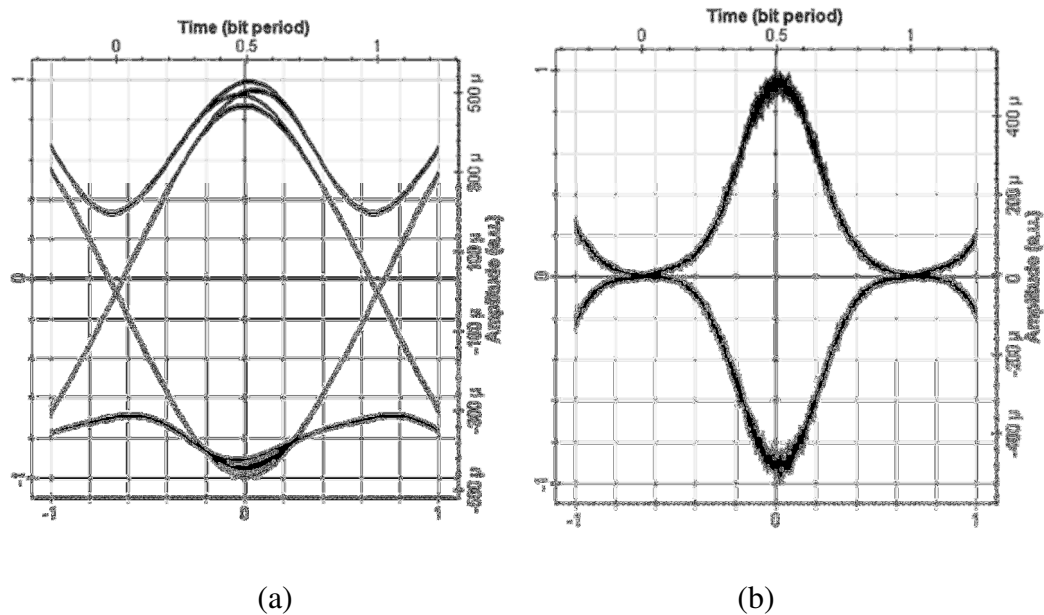 Time (bit period)
0 0.5 1
1
0
-1
500 µ
300 µ
100 µ
-100 µ
-300 µ
-500 µ
Amplitude (a.u.)
-1 0 1
(a)
Time (bit period)
0 0.5 1
1
0
-1
400 µ
200 µ
0
-200 µ
-400 µ
Amplitude (a.u.)
-1 0 1
(b)